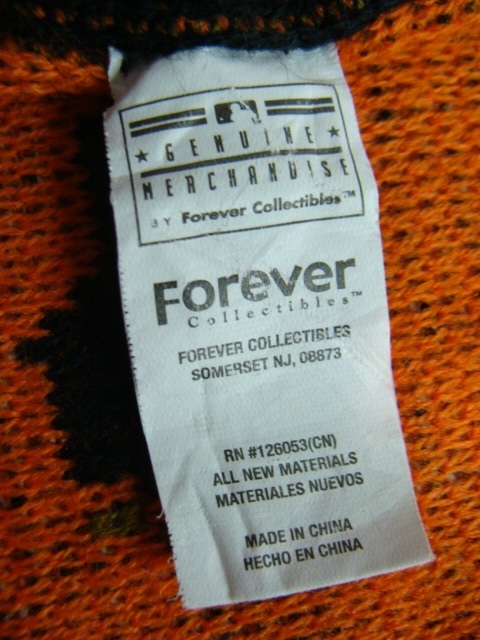 ★ GENUINE ★
MERCHANDISE
BY Forever Collectibles™
Forever
Collectibles™
FOREVER COLLECTIBLES
SOMERSET NJ, 08873
RN #126053(CN)
ALL NEW MATERIALS
MATERIALES NUEVOS
MADE IN CHINA
HECHO EN CHINA